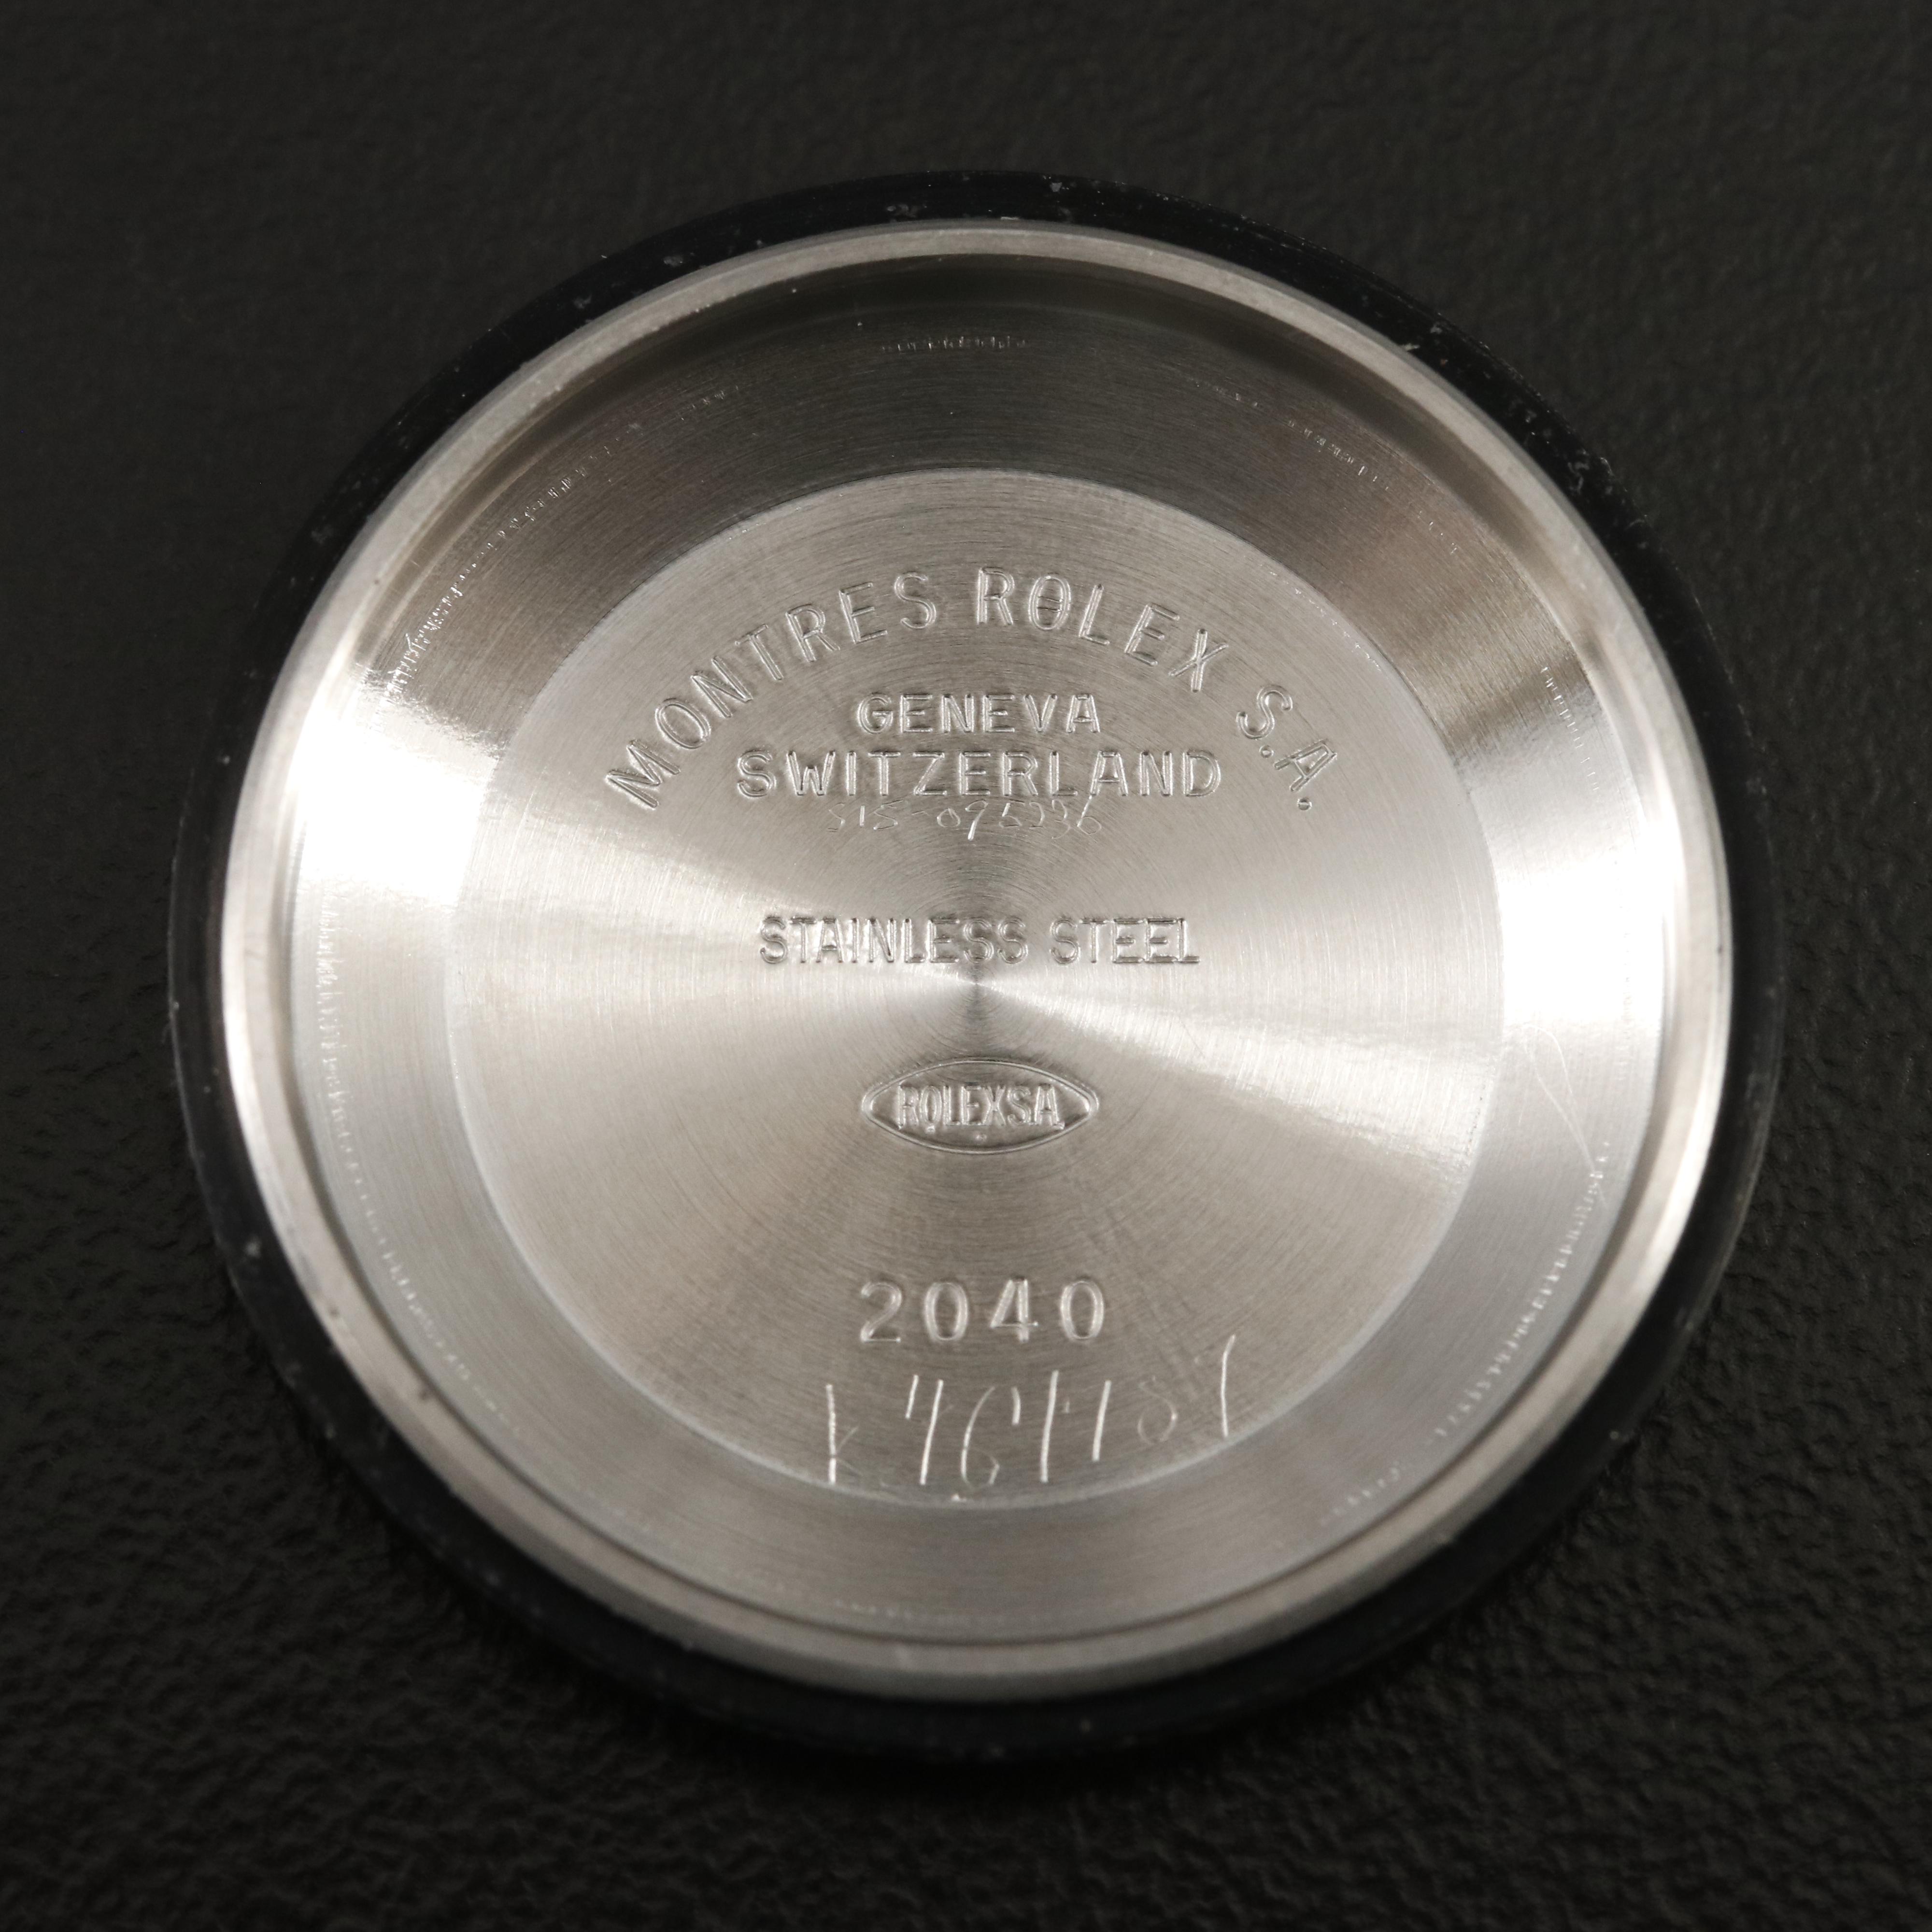 MONTRES ROLEX S.A.
GENEVA
SWITZERLAND
STAINLESS STEEL
ROLEXSA
2040